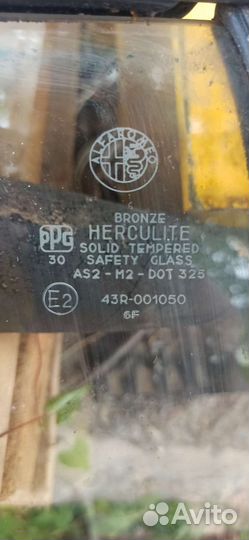 ALFA ROMEO
BRONZE
PPG HERCULITE
SOLID TEMPERED
30 SAFETY GLASS
AS2-M2-DOT 325
E2 43R-001050
6F
Avito